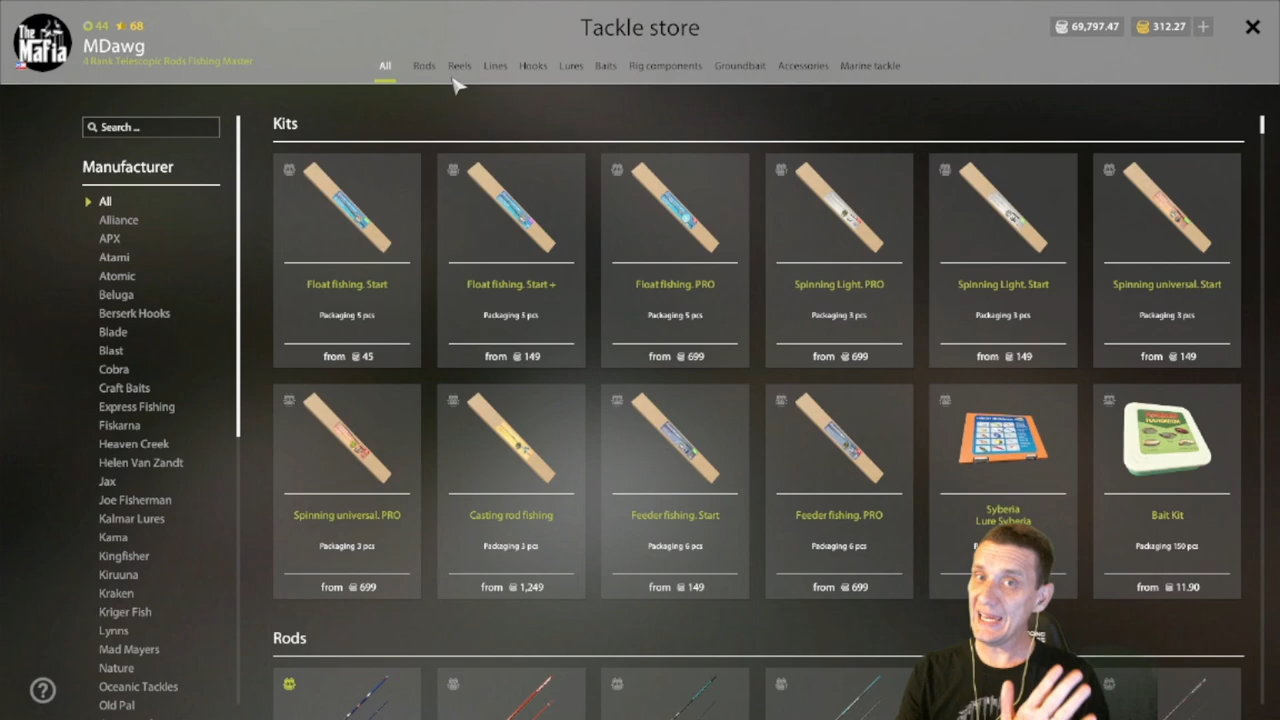 The
Mafia
44 68
MDawg
4 Rank Telescopic Rods Fishing Master
Tackle store
69,797.47 312.27
All Rods Reels Lines Hooks Lures Baits Rig components Groundbait Accessories Marine tackle
Search ...
Manufacturer
All
Alliance
APX
Atami
Atomic
Beluga
Berserk Hooks
Blade
Blast
Cobra
Craft Baits
Express Fishing
Fiskarna
Heaven Creek
Helen Van Zandt
Jax
Joe Fisherman
Kalmar Lures
Kama
Kingfisher
Kiruuna
Kraken
Kriger Fish
Lynns
Mad Mayers
Nature
Oceanic Tackles
Old Pal
Kits
Float fishing. Start
Packaging 5 pcs
from 45
Float fishing. Start +
Packaging 5 pcs
from 149
Float fishing. PRO
Packaging 5 pcs
from 699
Spinning Light. PRO
Packaging 3 pcs
from 699
Spinning Light. Start
Packaging 3 pcs
from 149
Spinning universal. Start
Packaging 3 pcs
from 149
Spinning universal. PRO
Packaging 3 pcs
from 699
Casting rod fishing
Packaging 3 pcs
from 1,249
Feeder fishing. Start
Packaging 6 pcs
from 149
Feeder fishing. PRO
Packaging 6 pcs
from 699
Syberia
Lure Syberia
Bait Kit
Packaging 150 pcs
from 11.90
Rods
?